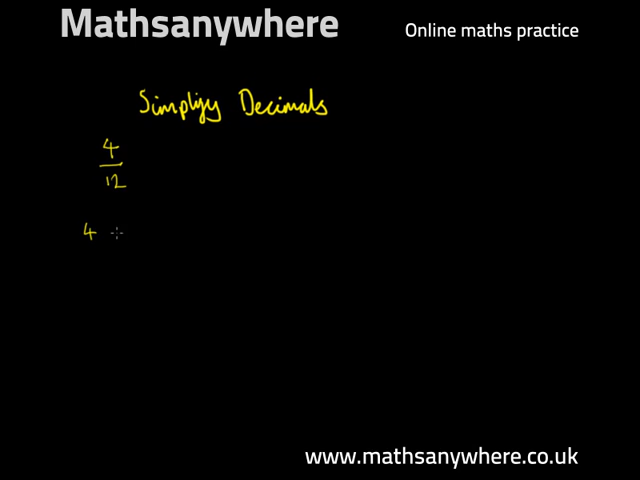 Mathsanywhere
Online maths practice
Simplify Decimals
4
12
4
www.mathsanywhere.co.uk